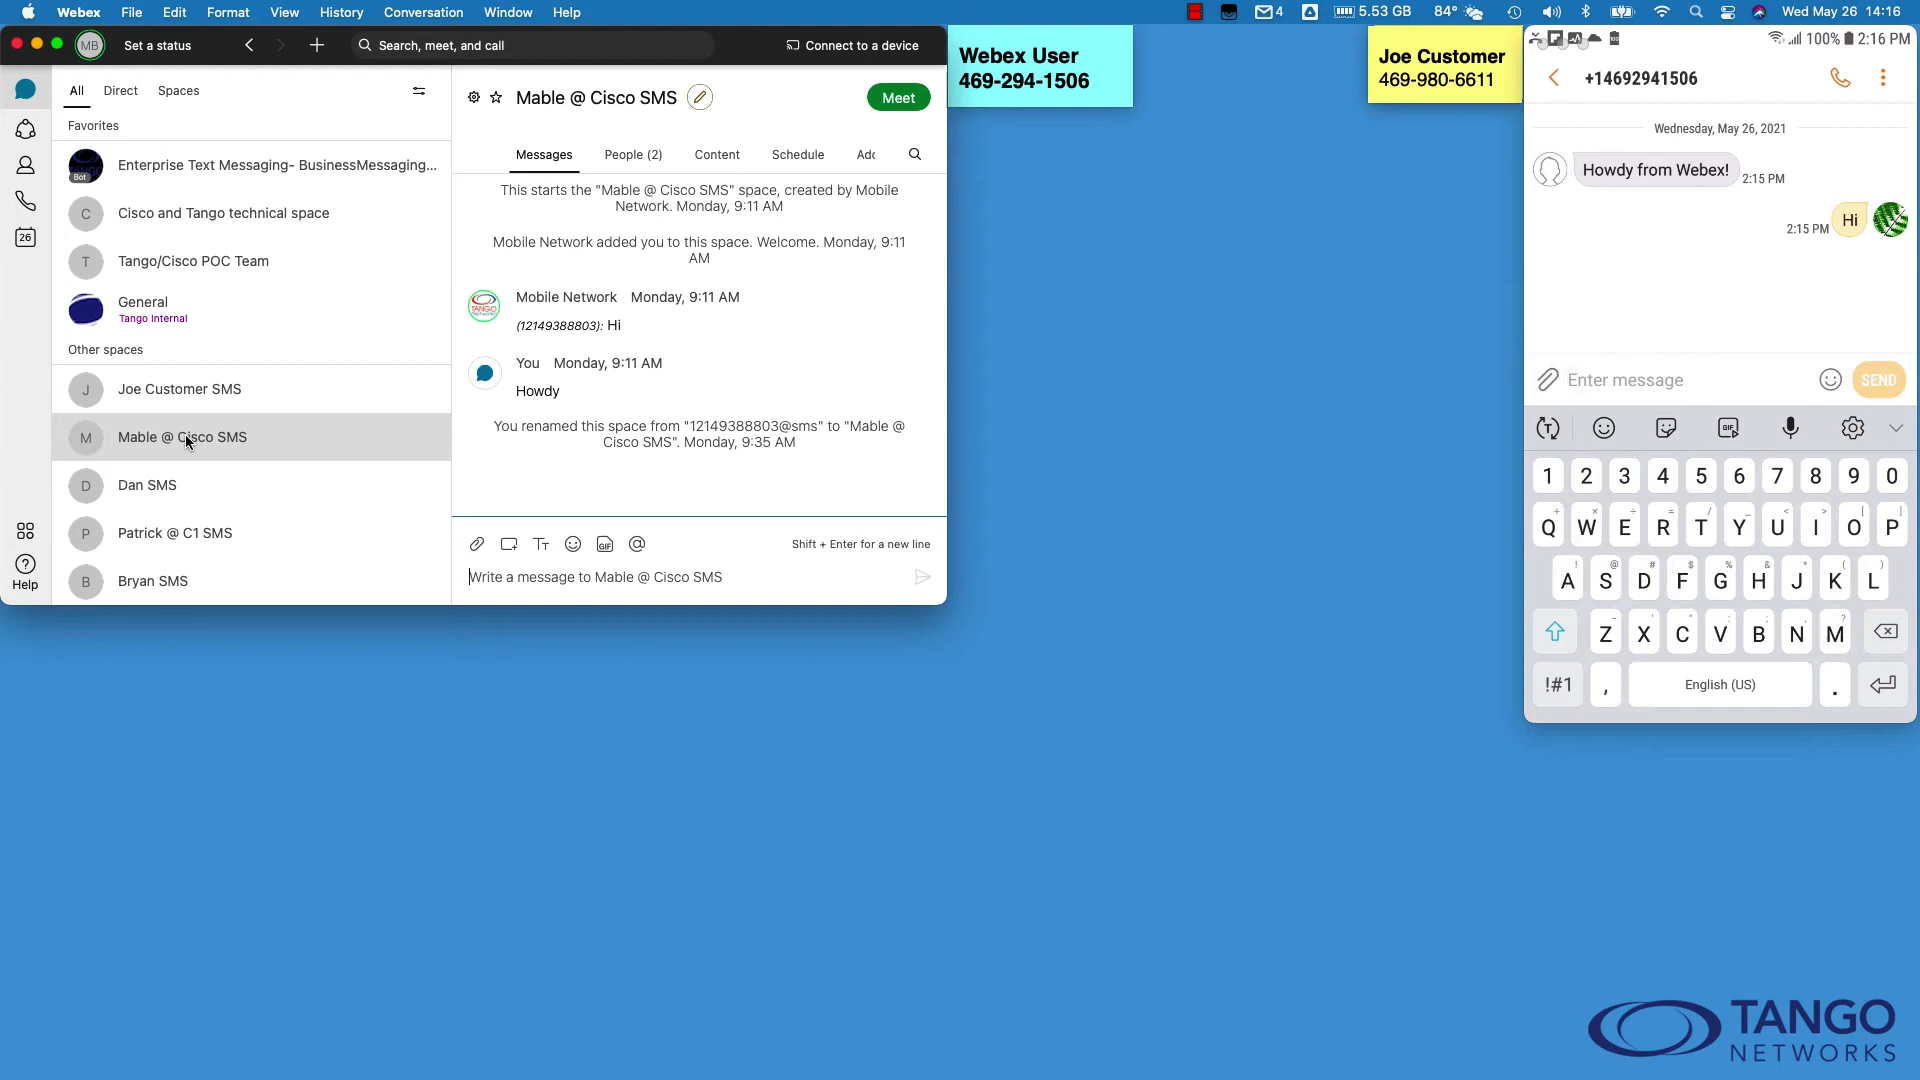 Webex File Edit Format View History Conversation Window Help
4 5.53 GB 84° Wed May 26 14:16
MB Set a status Search, meet, and call Connect to a device
All Direct Spaces
Favorites
Bot
Enterprise Text Messaging- BusinessMessaging...
C Cisco and Tango technical space
T Tango/Cisco POC Team
General
Tango Internal
Other spaces
J Joe Customer SMS
M Mable @ Cisco SMS
D Dan SMS
P Patrick @ C1 SMS
B Bryan SMS
26
Help
Mable @ Cisco SMS Meet
Messages People (2) Content Schedule Adc
This starts the "Mable @ Cisco SMS" space, created by Mobile
Network. Monday, 9:11 AM
Mobile Network added you to this space. Welcome. Monday, 9:11
AM
TANGO
Mobile Network Monday, 9:11 AM
(12149388803): Hi
You Monday, 9:11 AM
Howdy
You renamed this space from "12149388803@sms" to "Mable @
Cisco SMS". Monday, 9:35 AM
GIF
Shift + Enter for a new line
Write a message to Mable @ Cisco SMS
Webex User
469-294-1506
Joe Customer
469-980-6611
100% 2:16 PM
+14692941506
Wednesday, May 26, 2021
Howdy from Webex! 2:15 PM
2:15 PM Hi
Enter message SEND
GIF
1 2 3 4 5 6 7 8 9 0
Q W E R T Y U I O P
A S D F G H J K L
Z X C V B N M
!#1 , English (US) .
TANGO
NETWORKS